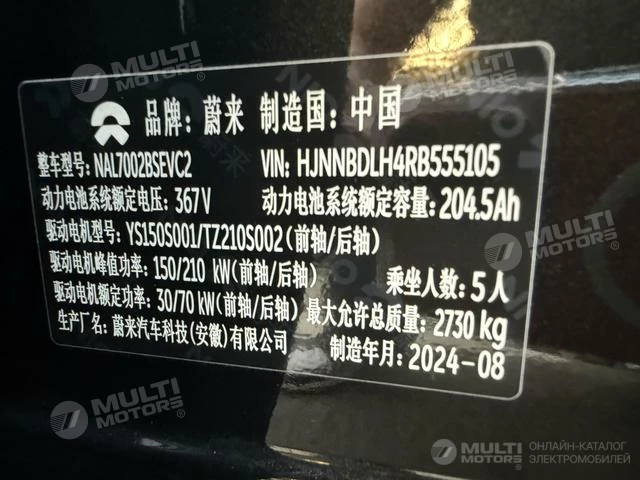 品牌: 蔚来 制造国: 中国
整车型号: NAL7002BSEVC2 VIN: HJNNBDLH4RB555105
动力电池系统额定电压: 367V 动力电池系统额定容量: 204.5Ah
驱动电机型号: YS150S001/TZ210S002(前轴/后轴)
驱动电机峰值功率: 150/210 kW(前轴/后轴) 乘坐人数: 5人
驱动电机额定功率: 30/70 kW(前轴/后轴) 最大允许总质量: 2730 kg
生产厂名: 蔚来汽车科技(安徽)有限公司 制造年月: 2024-08
MULTI MOTORS®
MULTI MOTORS®
MULTI MOTORS®
MULTI MOTORS®
ОНЛАЙН-КАТАЛОГ
ЭЛЕКТРОМОБИЛЕЙ